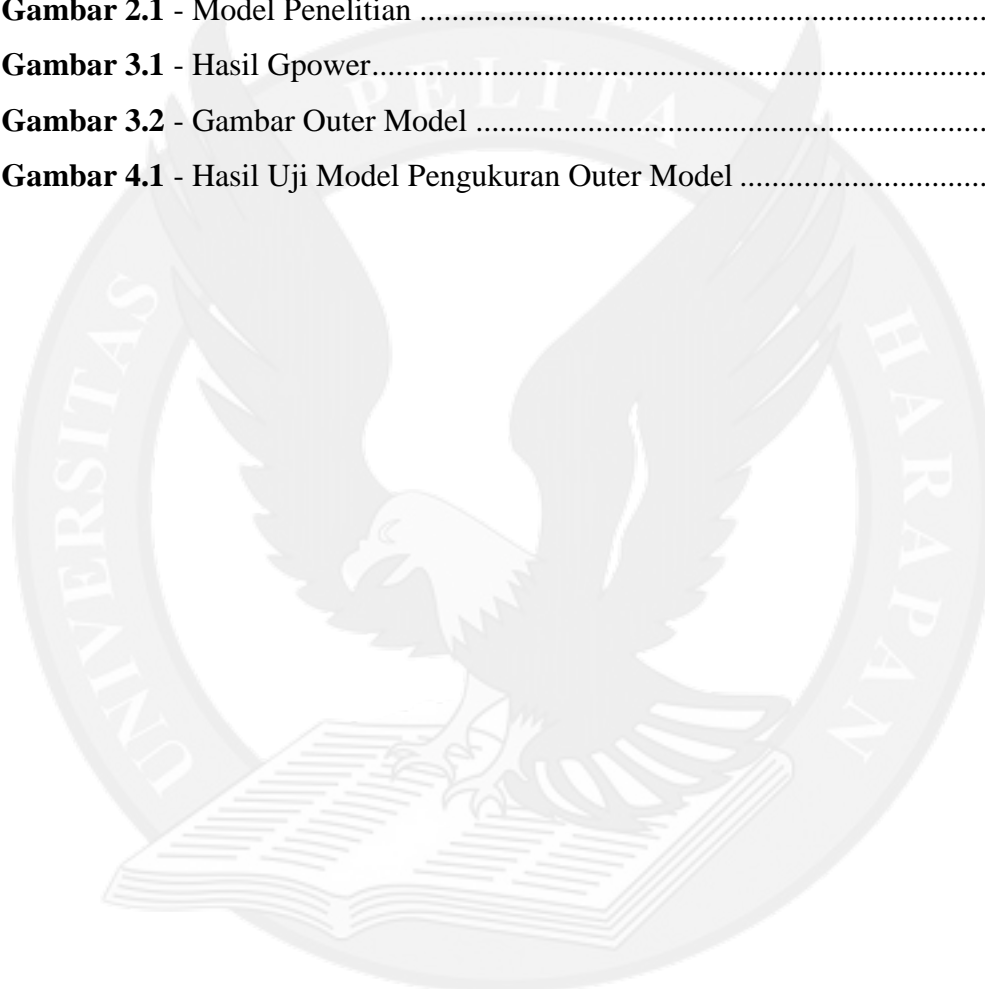 Gambar 2.1 - Model Penelitian ............................................................
Gambar 3.1 - Hasil Gpower..................................................................
Gambar 3.2 - Gambar Outer Model .....................................................
Gambar 4.1 - Hasil Uji Model Pengukuran Outer Model ..........................
UNIVERSITAS PELITA HARAPAN